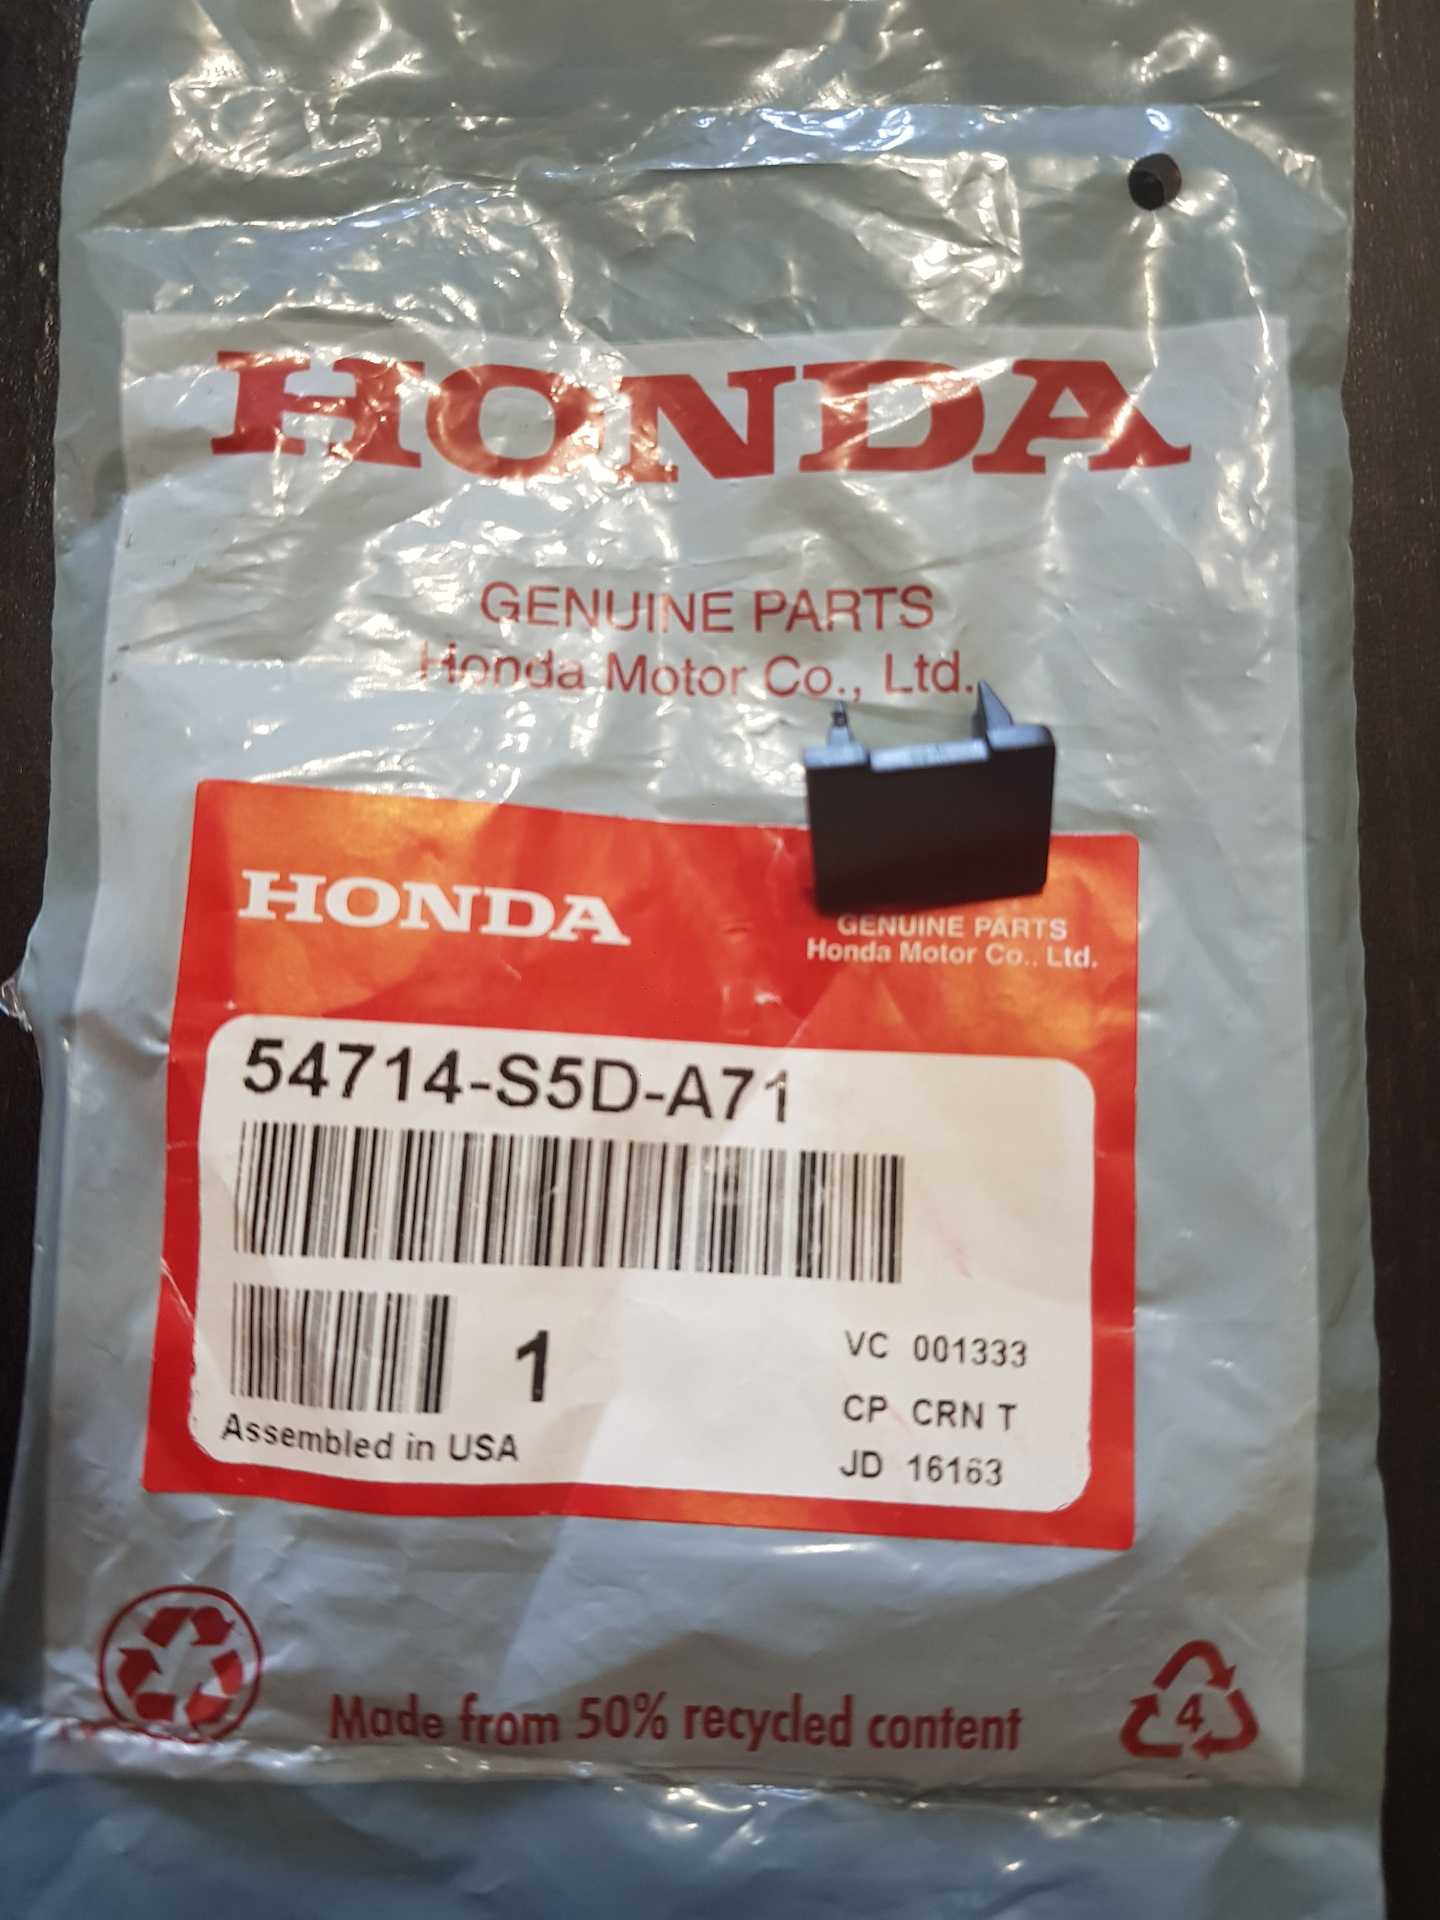 HONDA
GENUINE PARTS
Honda Motor Co., Ltd.
HONDA
GENUINE PARTS
Honda Motor Co., Ltd.
54714-S5D-A71
1
VC 001333
CP CRN T
JD 16163
Assembled in USA
Made from 50% recycled content
4